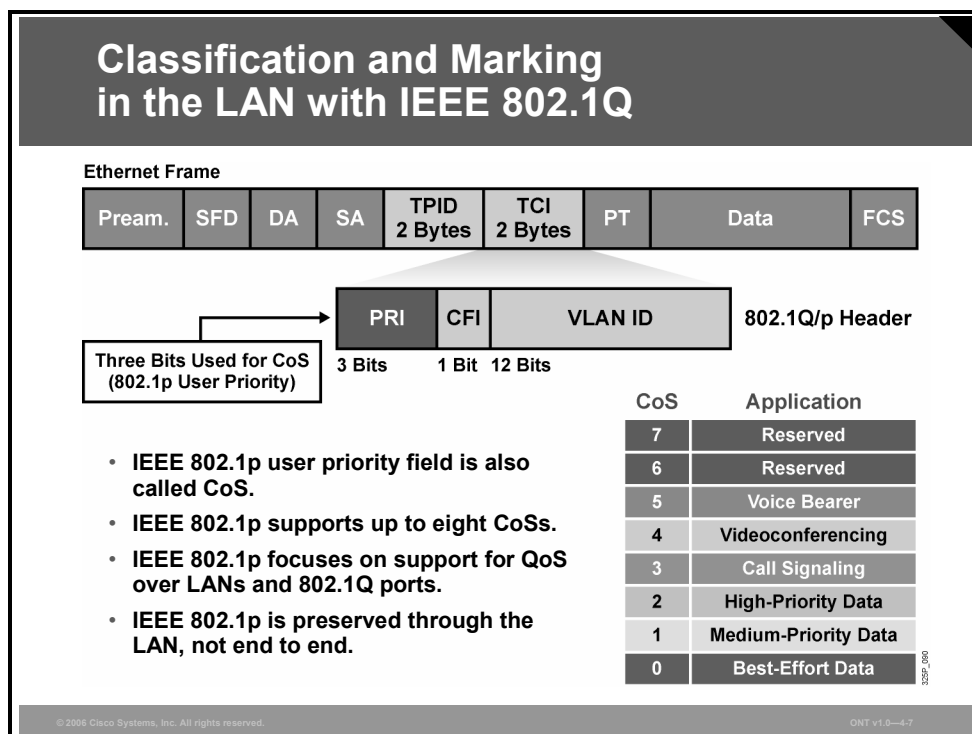 Classification and Marking
in the LAN with IEEE 802.1Q
Ethernet Frame
Pream. SFD DA SA TPID 2 Bytes TCI 2 Bytes PT Data FCS
PRI CFI VLAN ID 802.1Q/p Header
Three Bits Used for CoS
(802.1p User Priority)
3 Bits 1 Bit 12 Bits
CoS Application
7 Reserved
6 Reserved
5 Voice Bearer
4 Videoconferencing
3 Call Signaling
2 High-Priority Data
1 Medium-Priority Data
0 Best-Effort Data
• IEEE 802.1p user priority field is also
called CoS.
• IEEE 802.1p supports up to eight CoSs.
• IEEE 802.1p focuses on support for QoS
over LANs and 802.1Q ports.
• IEEE 802.1p is preserved through the
LAN, not end to end.
325P_090
© 2006 Cisco Systems, Inc. All rights reserved.
ONT v1.0—4-7